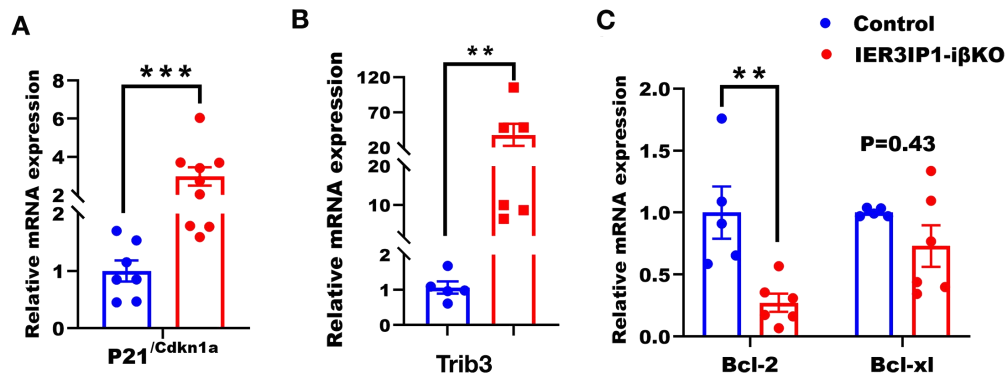 A
Relative mRNA expression
8
6
4
2
2
1
0
***
P21/Cdkn1a
B
Relative mRNA expression
120
70
20
20
10
2
1
0
**
Trib3
C
Control
IER3IP1-iβKO
Relative mRNA expression
2.0
1.5
1.0
0.5
0.0
**
P=0.43
Bcl-2
Bcl-xl